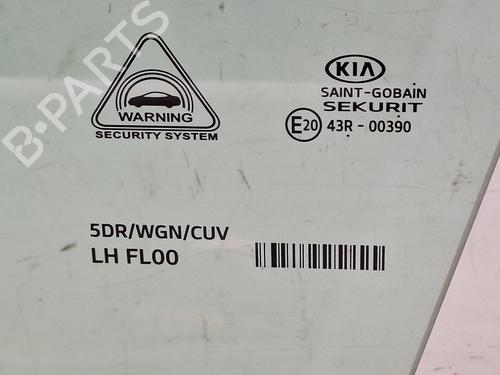 B-PARTS
WARNING
SECURITY SYSTEM
KIA
SAINT-GOBAIN
SEKURIT
E20 43R - 00390
5DR/WGN/CUV
LH FL00